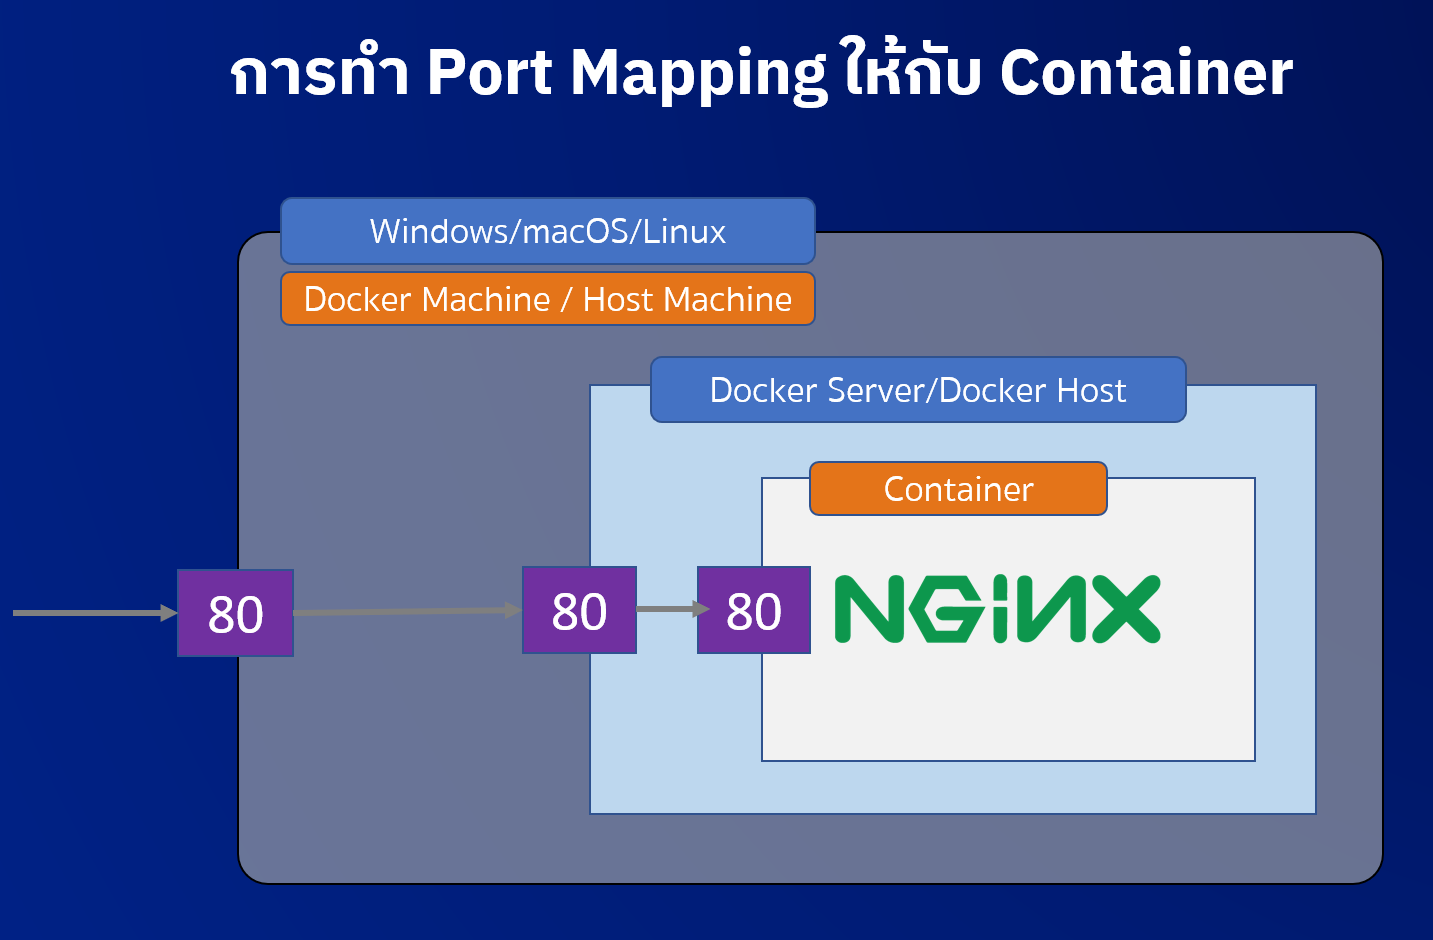 การทำ Port Mapping ให้กับ Container
Windows/macOS/Linux
Docker Machine / Host Machine
Docker Server/Docker Host
Container
80
80
80
NGINX